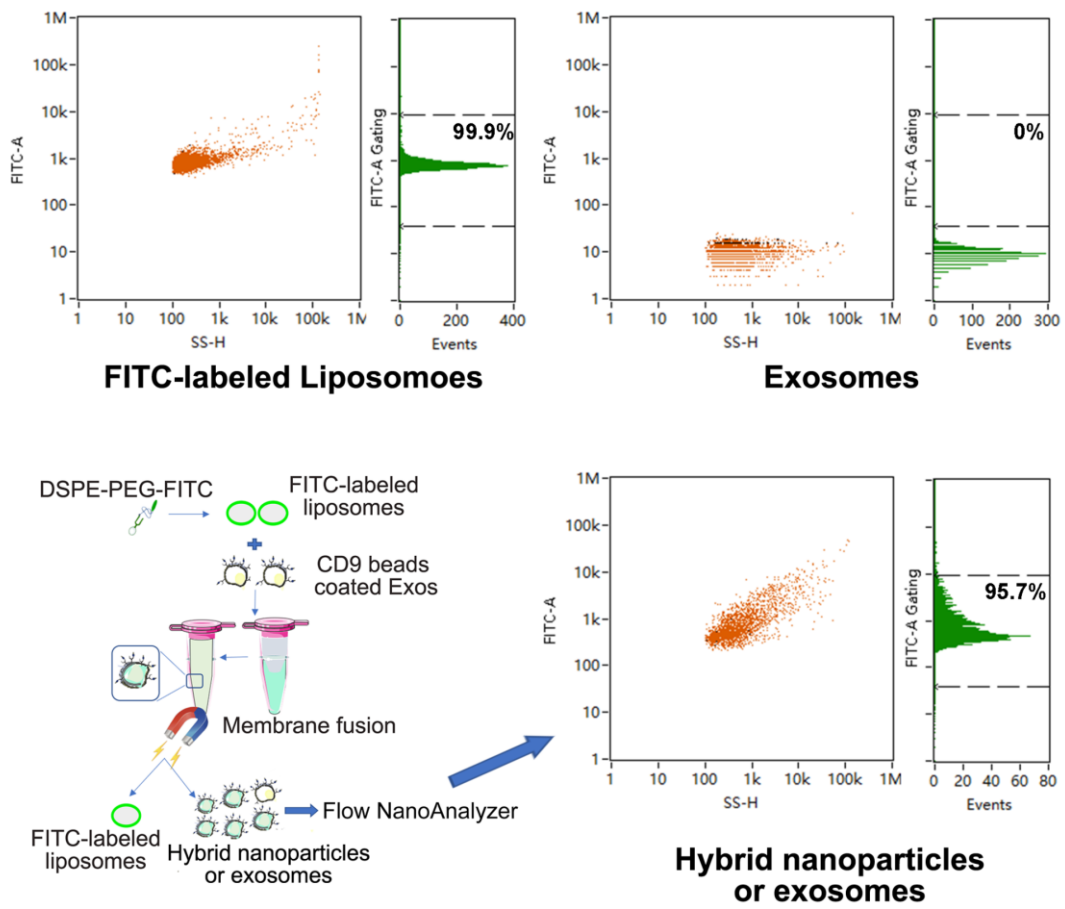 1M
100k
10k
1k
100
10
1
FITC-A
1
10
100
1k
10k
100k
1M
SS-H
FITC-A Gating
99.9%
0
200
400
Events
FITC-labeled Liposomoes
1M
100k
10k
1k
100
10
1
FITC-A
1
10
100
1k
10k
100k
1M
SS-H
FITC-A Gating
0%
0
100
200
300
Events
Exosomes
DSPE-PEG-FITC
FITC-labeled
liposomes
CD9 beads
coated Exos
Membrane fusion
FITC-labeled
liposomes
Hybrid nanoparticles
or exosomes
Flow NanoAnalyzer
1M
100k
10k
1k
100
10
1
FITC-A
1
10
100
1k
10k
100k
1M
SS-H
FITC-A Gating
95.7%
0
20
40
60
80
Events
Hybrid nanoparticles
or exosomes